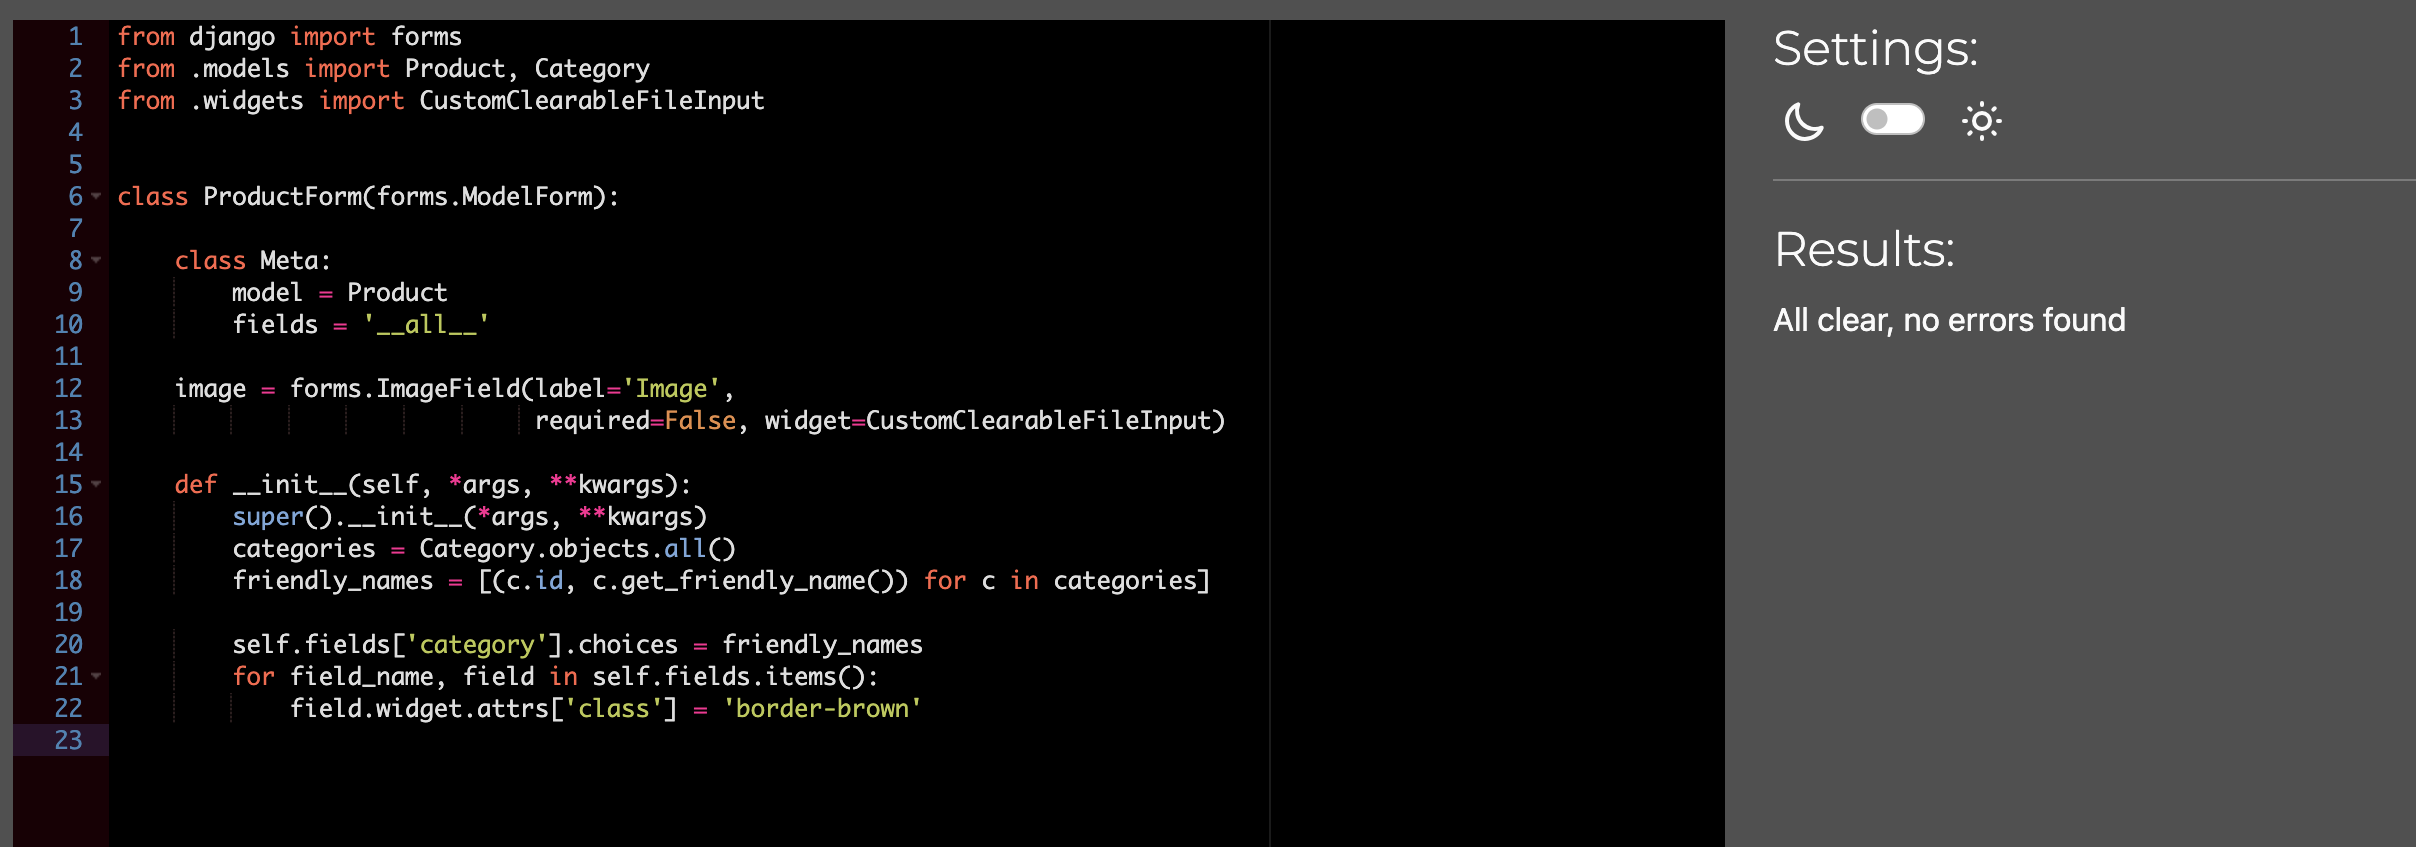 1 from django import forms
2 from .models import Product, Category
3 from .widgets import CustomClearableFileInput
4
5
6 class ProductForm(forms.ModelForm):
7
8     class Meta:
9         model = Product
10         fields = '__all__'
11
12     image = forms.ImageField(label='Image',
13                              required=False, widget=CustomClearableFileInput)
14
15     def __init__(self, *args, **kwargs):
16         super().__init__(*args, **kwargs)
17         categories = Category.objects.all()
18         friendly_names = [(c.id, c.get_friendly_name()) for c in categories]
19
20         self.fields['category'].choices = friendly_names
21         for field_name, field in self.fields.items():
22             field.widget.attrs['class'] = 'border-brown'
23
Settings:
Results:
All clear, no errors found